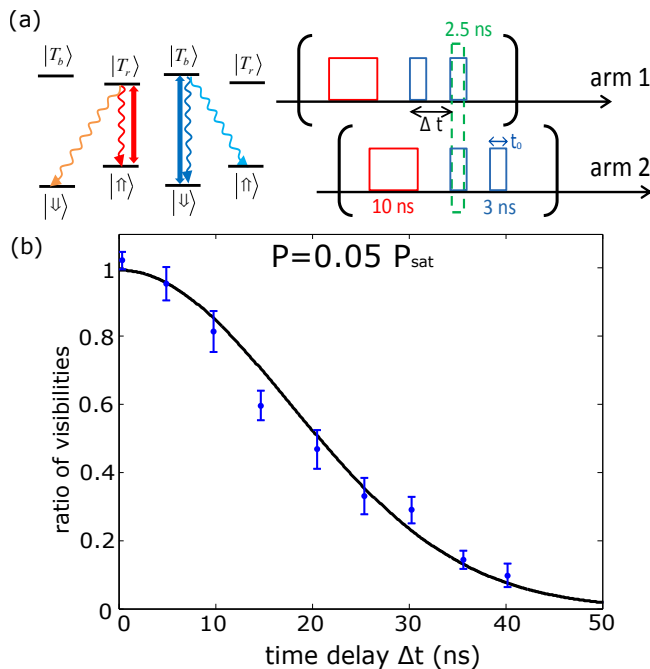 (a)
|T_b⟩ |T_r⟩ |T_b⟩ |T_r⟩
|⇓⟩ |⇑⟩ |⇓⟩ |⇑⟩
2.5 ns
arm 1
Δ t
t₀
arm 2
10 ns
3 ns
(b)
P=0.05 P_sat
ratio of visibilities
1
0.8
0.6
0.4
0.2
0
0 10 20 30 40 50
time delay Δt (ns)